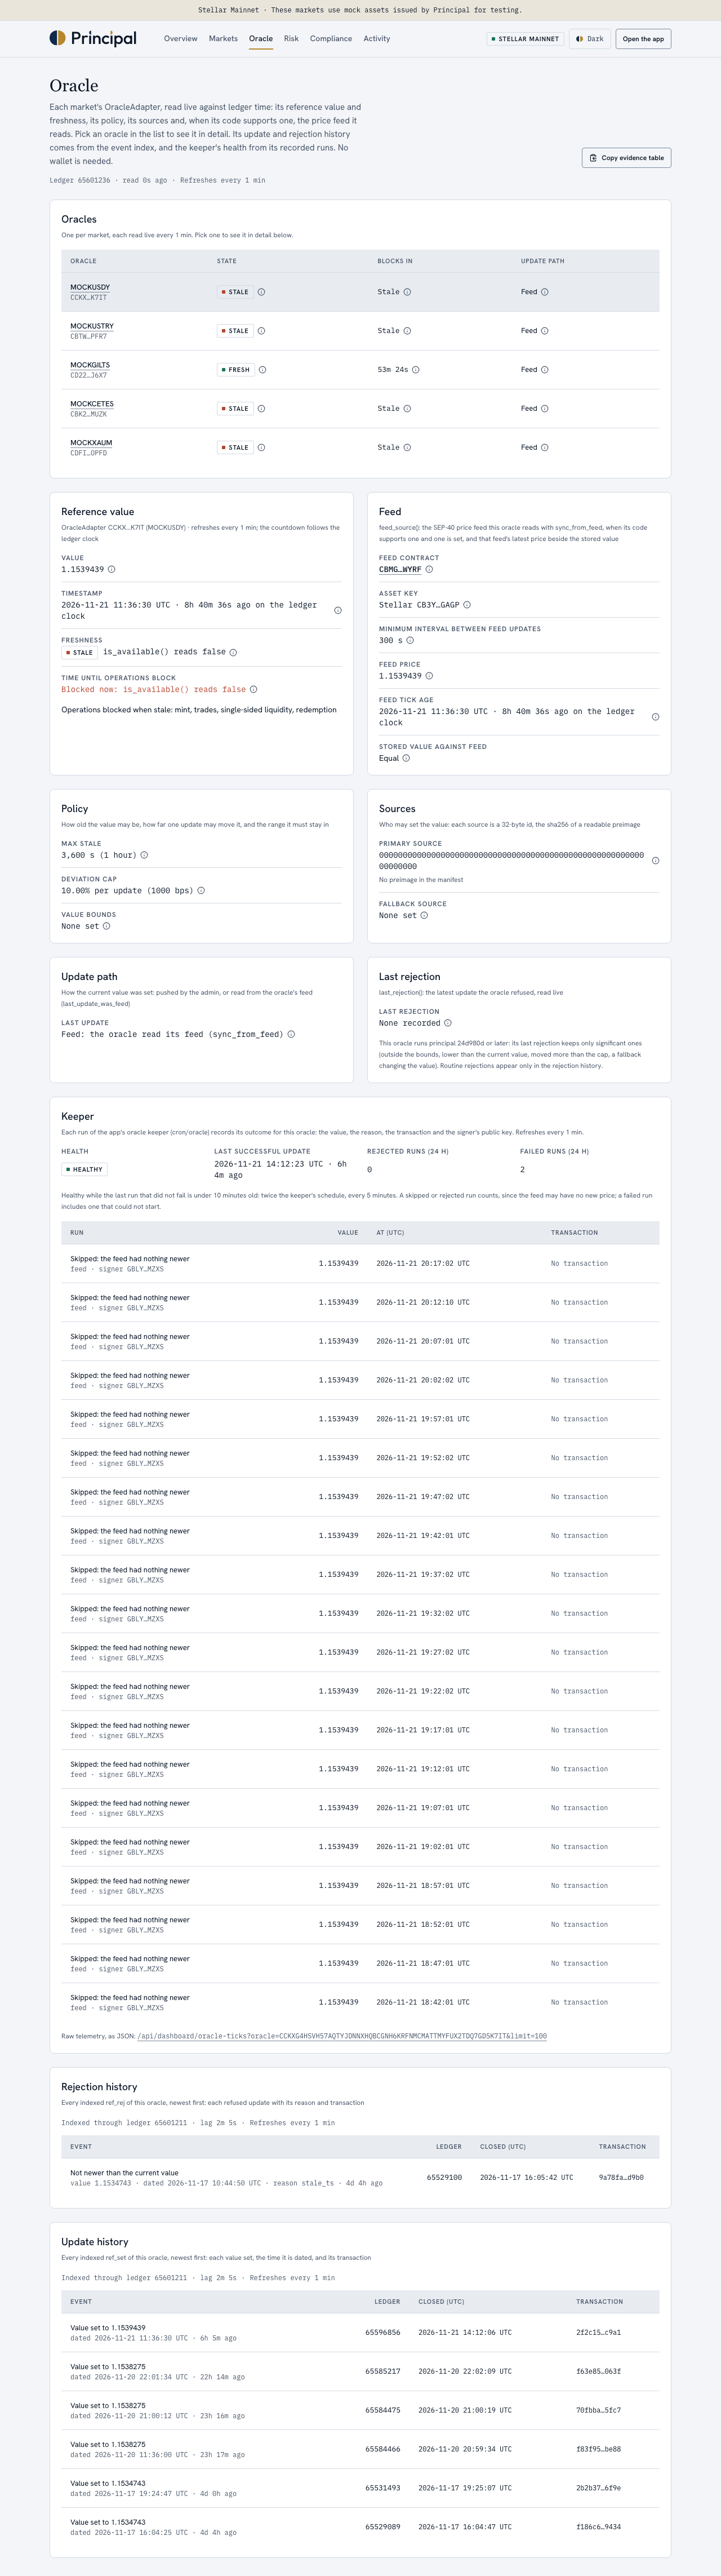 Stellar Mainnet · These markets use mock assets issued by Principal for testing.
Principal
Overview
Markets
Oracle
Risk
Compliance
Activity
STELLAR MAINNET
Dark
Open the app
Oracle
Each market's OracleAdapter, read live against ledger time: its reference value and
freshness, its policy, its sources and, when its code supports one, the price feed it
reads. Pick an oracle in the list to see it in detail. Its update and rejection history
comes from the event index, and the keeper's health from its recorded runs. No
wallet is needed.
Copy evidence table
Ledger 65601236 · read 0s ago · Refreshes every 1 min
Oracles
One per market, each read live every 1 min. Pick one to see it in detail below.
ORACLE STATE BLOCKS IN UPDATE PATH
MOCKUSDY STALE Stale Feed
CCKX…K7IT
MOCKUSTRY STALE Stale Feed
CBTW…PFR7
MOCKGILTS FRESH 53m 24s Feed
CD22…J6X7
MOCKCETES STALE Stale Feed
CBK2…MUZK
MOCKXAUM STALE Stale Feed
CDFI…OPFD
Reference value
OracleAdapter CCKX…K7IT (MOCKUSDY) · refreshes every 1 min; the countdown follows the
ledger clock
VALUE
1.1539439
TIMESTAMP
2026-11-21 11:36:30 UTC · 8h 40m 36s ago on the ledger
clock
FRESHNESS
STALE is_available() reads false
TIME UNTIL OPERATIONS BLOCK
Blocked now: is_available() reads false
Operations blocked when stale: mint, trades, single-sided liquidity, redemption
Feed
feed_source(): the SEP-40 price feed this oracle reads with sync_from_feed, when its code
supports one and one is set, and that feed's latest price beside the stored value
FEED CONTRACT
CBMG…WYRF
ASSET KEY
Stellar CB3Y…GAGP
MINIMUM INTERVAL BETWEEN FEED UPDATES
300 s
FEED PRICE
1.1539439
FEED TICK AGE
2026-11-21 11:36:30 UTC · 8h 40m 36s ago on the ledger
clock
STORED VALUE AGAINST FEED
Equal
Policy
How old the value may be, how far one update may move it, and the range it must stay in
MAX STALE
3,600 s (1 hour)
DEVIATION CAP
10.00% per update (1000 bps)
VALUE BOUNDS
None set
Sources
Who may set the value: each source is a 32-byte id, the sha256 of a readable preimage
PRIMARY SOURCE
00000000000000000000000000000000000000000000000000000000
00000000
No preimage in the manifest
FALLBACK SOURCE
None set
Update path
How the current value was set: pushed by the admin, or read from the oracle's feed
(last_update_was_feed)
LAST UPDATE
Feed: the oracle read its feed (sync_from_feed)
Last rejection
last_rejection(): the latest update the oracle refused, read live
LAST REJECTION
None recorded
This oracle runs principal 24d980d or later: its last rejection keeps only significant ones
(outside the bounds, lower than the current value, moved more than the cap, a fallback
changing the value). Routine rejections appear only in the rejection history.
Keeper
Each run of the app's oracle keeper (cron/oracle) records its outcome for this oracle: the value, the reason, the transaction and the signer's public key. Refreshes every 1 min.
HEALTH LAST SUCCESSFUL UPDATE REJECTED RUNS (24 H) FAILED RUNS (24 H)
HEALTHY 2026-11-21 14:12:23 UTC · 6h 0 2
4m ago
Healthy while the last run that did not fail is under 10 minutes old: twice the keeper's schedule, every 5 minutes. A skipped or rejected run counts, since the feed may have no new price; a failed run
includes one that could not start.
RUN VALUE AT (UTC) TRANSACTION
Skipped: the feed had nothing newer 1.1539439 2026-11-21 20:17:02 UTC No transaction
feed · signer GBLY…MZXS
Skipped: the feed had nothing newer 1.1539439 2026-11-21 20:12:10 UTC No transaction
feed · signer GBLY…MZXS
Skipped: the feed had nothing newer 1.1539439 2026-11-21 20:07:01 UTC No transaction
feed · signer GBLY…MZXS
Skipped: the feed had nothing newer 1.1539439 2026-11-21 20:02:02 UTC No transaction
feed · signer GBLY…MZXS
Skipped: the feed had nothing newer 1.1539439 2026-11-21 19:57:01 UTC No transaction
feed · signer GBLY…MZXS
Skipped: the feed had nothing newer 1.1539439 2026-11-21 19:52:02 UTC No transaction
feed · signer GBLY…MZXS
Skipped: the feed had nothing newer 1.1539439 2026-11-21 19:47:02 UTC No transaction
feed · signer GBLY…MZXS
Skipped: the feed had nothing newer 1.1539439 2026-11-21 19:42:01 UTC No transaction
feed · signer GBLY…MZXS
Skipped: the feed had nothing newer 1.1539439 2026-11-21 19:37:02 UTC No transaction
feed · signer GBLY…MZXS
Skipped: the feed had nothing newer 1.1539439 2026-11-21 19:32:02 UTC No transaction
feed · signer GBLY…MZXS
Skipped: the feed had nothing newer 1.1539439 2026-11-21 19:27:02 UTC No transaction
feed · signer GBLY…MZXS
Skipped: the feed had nothing newer 1.1539439 2026-11-21 19:22:02 UTC No transaction
feed · signer GBLY…MZXS
Skipped: the feed had nothing newer 1.1539439 2026-11-21 19:17:01 UTC No transaction
feed · signer GBLY…MZXS
Skipped: the feed had nothing newer 1.1539439 2026-11-21 19:12:01 UTC No transaction
feed · signer GBLY…MZXS
Skipped: the feed had nothing newer 1.1539439 2026-11-21 19:07:01 UTC No transaction
feed · signer GBLY…MZXS
Skipped: the feed had nothing newer 1.1539439 2026-11-21 19:02:01 UTC No transaction
feed · signer GBLY…MZXS
Skipped: the feed had nothing newer 1.1539439 2026-11-21 18:57:01 UTC No transaction
feed · signer GBLY…MZXS
Skipped: the feed had nothing newer 1.1539439 2026-11-21 18:52:01 UTC No transaction
feed · signer GBLY…MZXS
Skipped: the feed had nothing newer 1.1539439 2026-11-21 18:47:01 UTC No transaction
feed · signer GBLY…MZXS
Skipped: the feed had nothing newer 1.1539439 2026-11-21 18:42:01 UTC No transaction
feed · signer GBLY…MZXS
Raw telemetry, as JSON: /api/dashboard/oracle-ticks?oracle=CCKXG4HSVH57AQTYJDNNXHQBCGNH6KRFNMCMATTMYFUX2TDQ7GD5K7IT&limit=100
Rejection history
Every indexed ref_rej of this oracle, newest first: each refused update with its reason and transaction
Indexed through ledger 65601211 · lag 2m 5s · Refreshes every 1 min
EVENT LEDGER CLOSED (UTC) TRANSACTION
Not newer than the current value 65529100 2026-11-17 16:05:42 UTC 9a78fa…d9b0
value 1.1534743 · dated 2026-11-17 10:44:50 UTC · reason stale_ts · 4d 4h ago
Update history
Every indexed ref_set of this oracle, newest first: each value set, the time it is dated, and its transaction
Indexed through ledger 65601211 · lag 2m 5s · Refreshes every 1 min
EVENT LEDGER CLOSED (UTC) TRANSACTION
Value set to 1.1539439 65596856 2026-11-21 14:12:06 UTC 2f2c15…c9a1
dated 2026-11-21 11:36:30 UTC · 6h 5m ago
Value set to 1.1538275 65585217 2026-11-20 22:02:09 UTC f63e85…063f
dated 2026-11-20 22:01:34 UTC · 22h 14m ago
Value set to 1.1538275 65584475 2026-11-20 21:00:19 UTC 70fbba…5fc7
dated 2026-11-20 21:00:12 UTC · 23h 16m ago
Value set to 1.1538275 65584466 2026-11-20 20:59:34 UTC f83f95…be88
dated 2026-11-20 11:36:00 UTC · 23h 17m ago
Value set to 1.1534743 65531493 2026-11-17 19:25:07 UTC 2b2b37…6f9e
dated 2026-11-17 19:24:47 UTC · 4d 0h ago
Value set to 1.1534743 65529089 2026-11-17 16:04:47 UTC f186c6…9434
dated 2026-11-17 16:04:25 UTC · 4d 4h ago